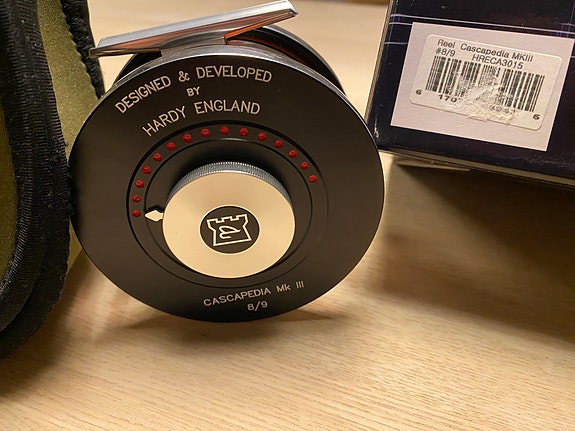 DESIGNED & DEVELOPED
BY
HARDY ENGLAND
CASCAPEDIA Mk III
8/9
Reel Cascapedia MKIII
#8/9 HRECA3015